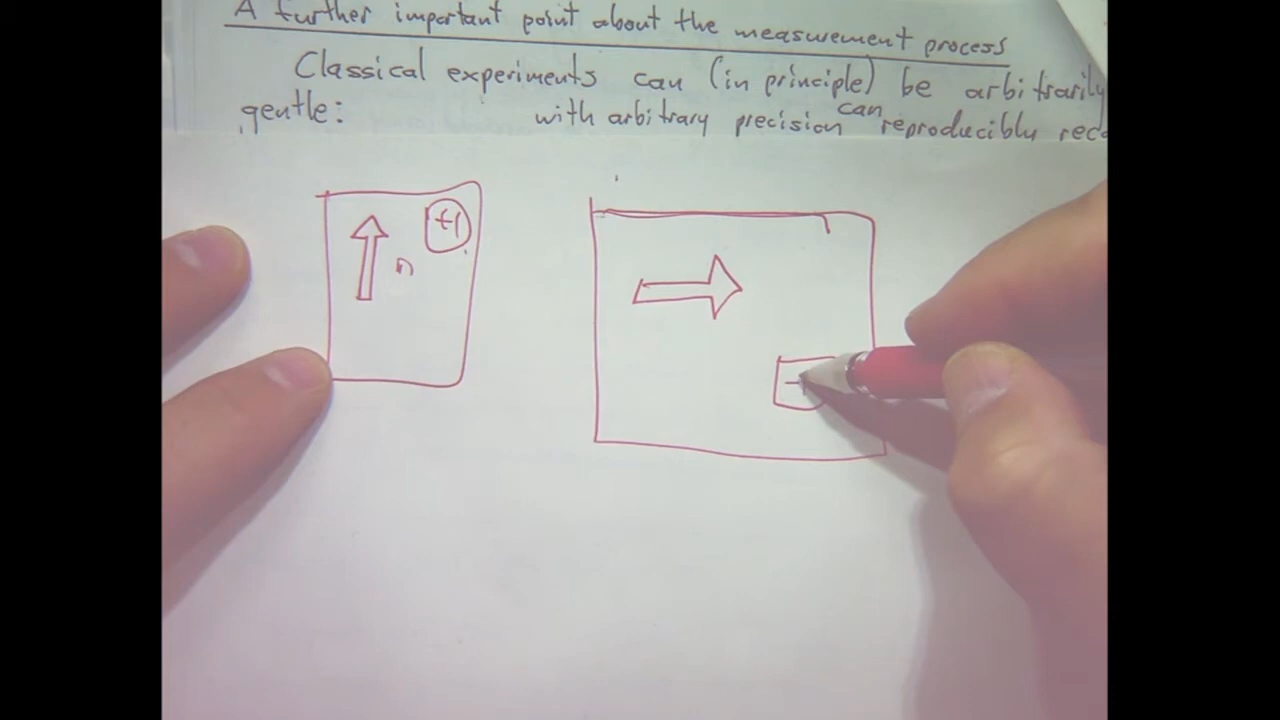 A further important point about the measurement process
Classical experiments can (in principle) be arbitrarily
gentle: with arbitrary precision can reproducibly
+1
n